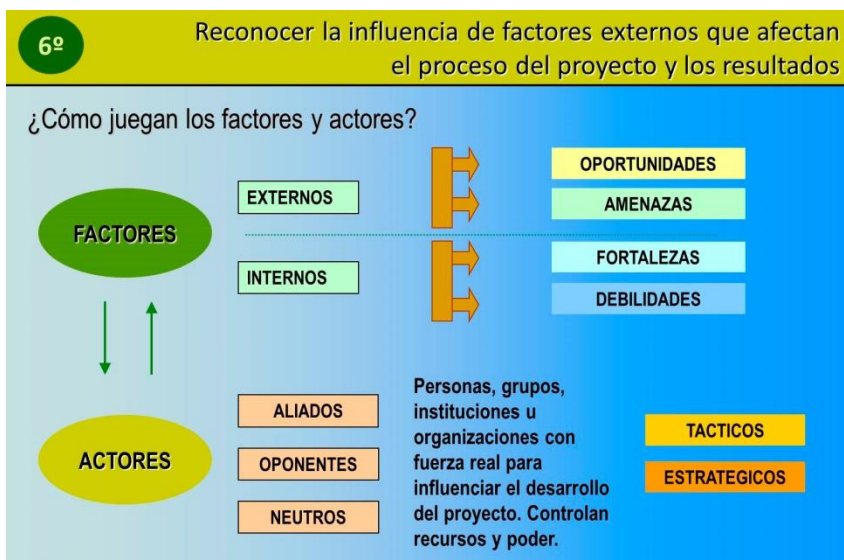 6º
Reconocer la influencia de factores externos que afectan
el proceso del proyecto y los resultados
¿Cómo juegan los factores y actores?
FACTORES
EXTERNOS
OPORTUNIDADES
AMENAZAS
INTERNOS
FORTALEZAS
DEBILIDADES
ACTORES
ALIADOS
OPONENTES
NEUTROS
Personas, grupos,
instituciones u
organizaciones con
fuerza real para
influenciar el desarrollo
del proyecto. Controlan
recursos y poder.
TACTICOS
ESTRATEGICOS